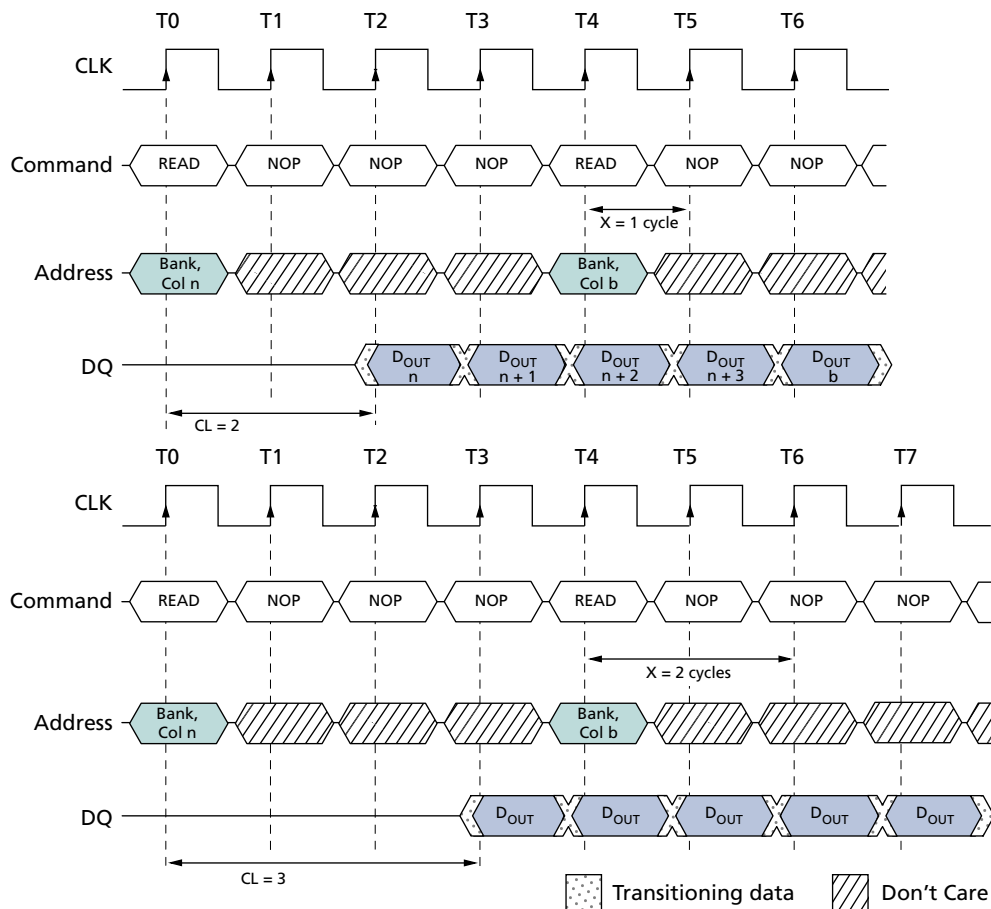 T0 T1 T2 T3 T4 T5 T6
CLK
Command READ NOP NOP NOP READ NOP NOP
X = 1 cycle
Address Bank, Col n Bank, Col b
DQ DOUT n DOUT n + 1 DOUT n + 2 DOUT n + 3 DOUT b
CL = 2
T0 T1 T2 T3 T4 T5 T6 T7
CLK
Command READ NOP NOP NOP READ NOP NOP NOP
X = 2 cycles
Address Bank, Col n Bank, Col b
DQ DOUT DOUT DOUT DOUT DOUT
CL = 3
Transitioning data Don't Care